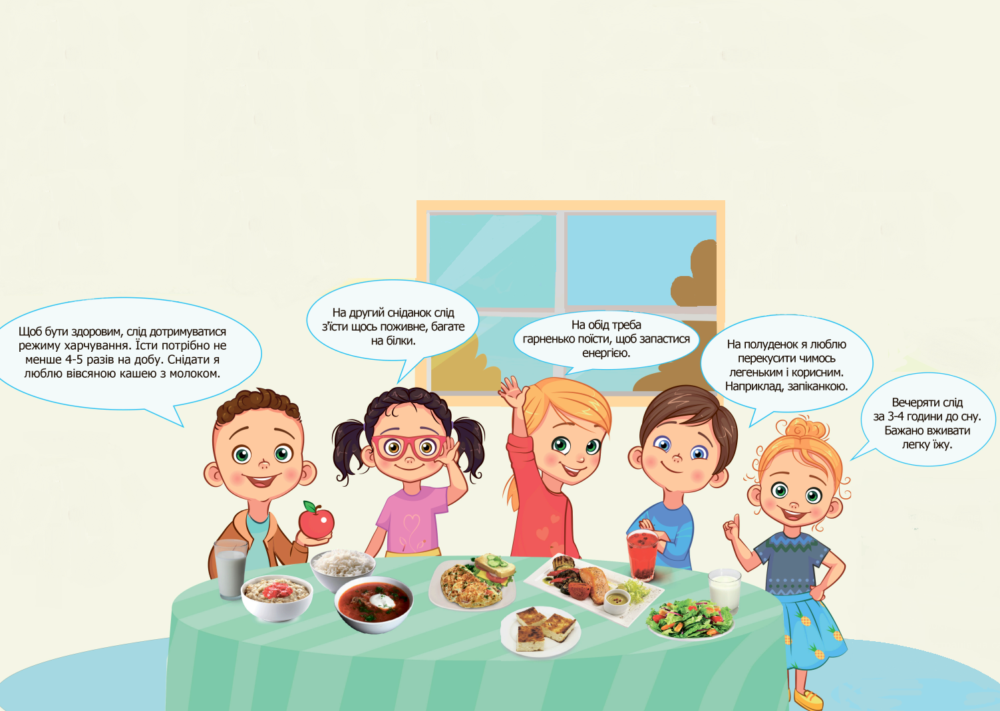 Щоб бути здоровим, слід дотримуватися
режиму харчування. Їсти потрібно не
менше 4-5 разів на добу. Снідати я
люблю вівсяною кашею з молоком.
На другий сніданок слід
з'їсти щось поживне, багате
на білки.
На обід треба
гарненько поїсти, щоб запастися
енергією.
На полуденок я люблю
перекусити чимось
легеньким і корисним.
Наприклад, запіканкою.
Вечеряти слід
за 3-4 години до сну.
Бажано вживати
легку їжу.